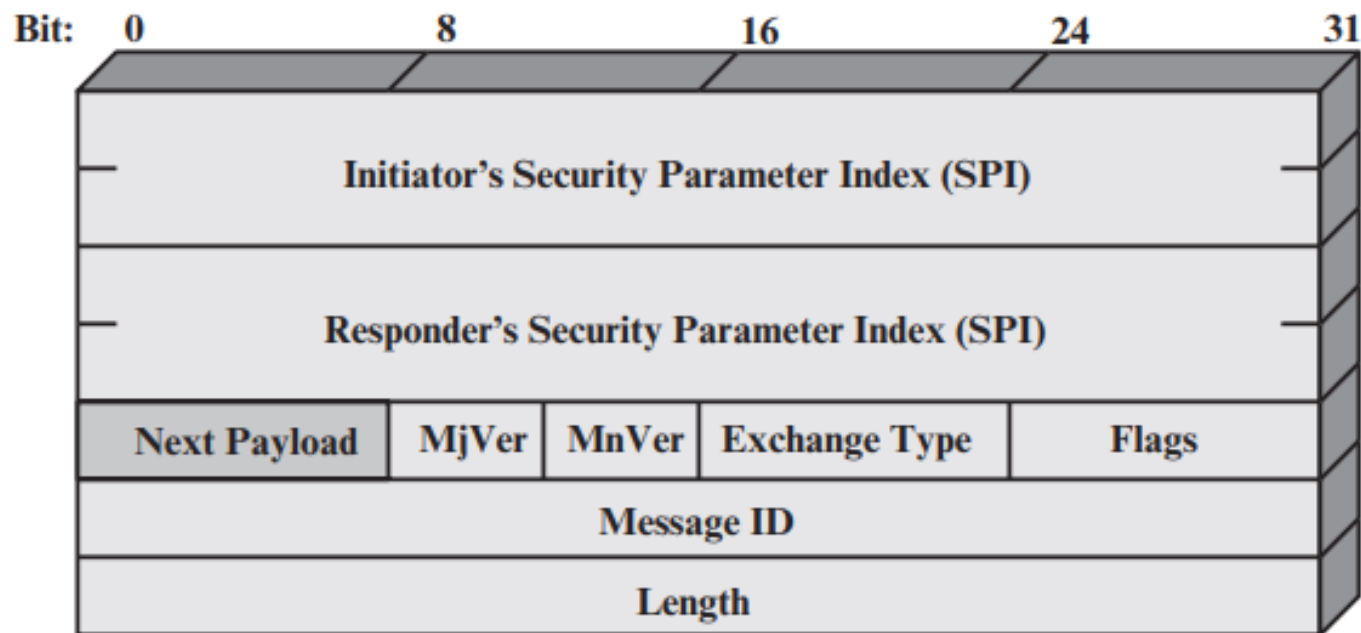 Bit: 0 8 16 24 31
Initiator’s Security Parameter Index (SPI)
Responder’s Security Parameter Index (SPI)
Next Payload MjVer MnVer Exchange Type Flags
Message ID
Length